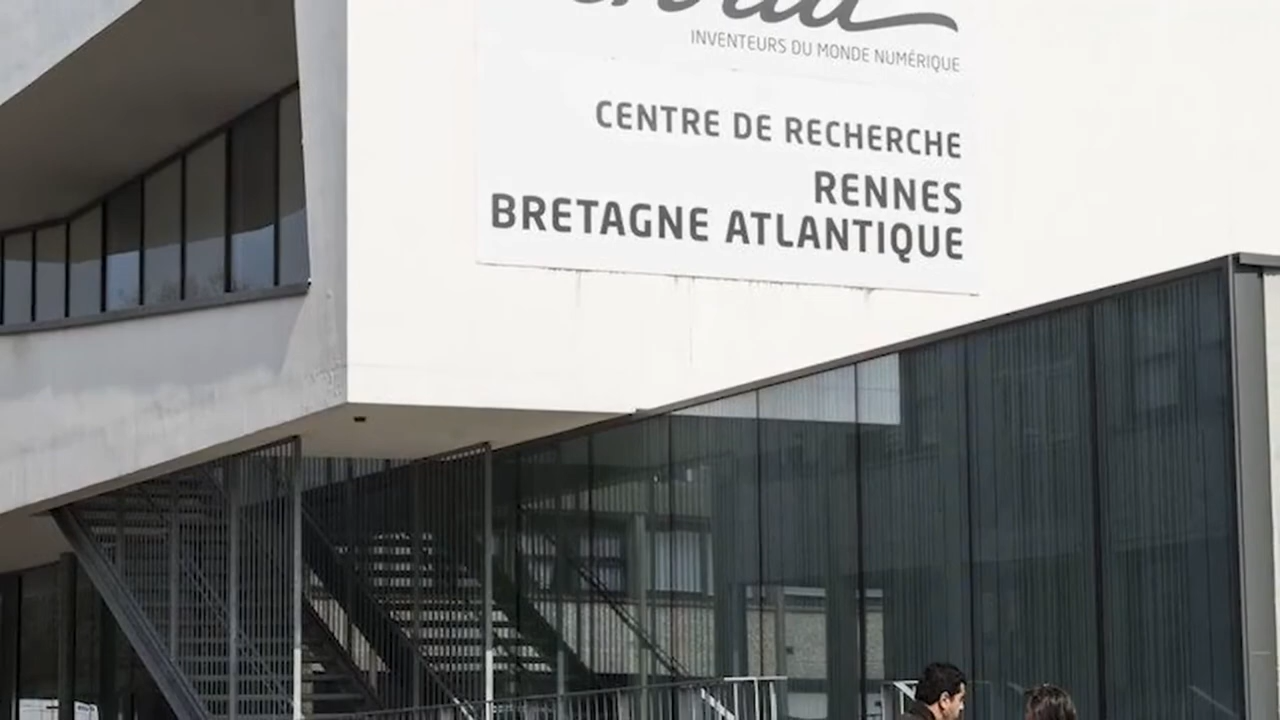 INVENTEURS DU MONDE NUMÉRIQUE
CENTRE DE RECHERCHE
RENNES
BRETAGNE ATLANTIQUE